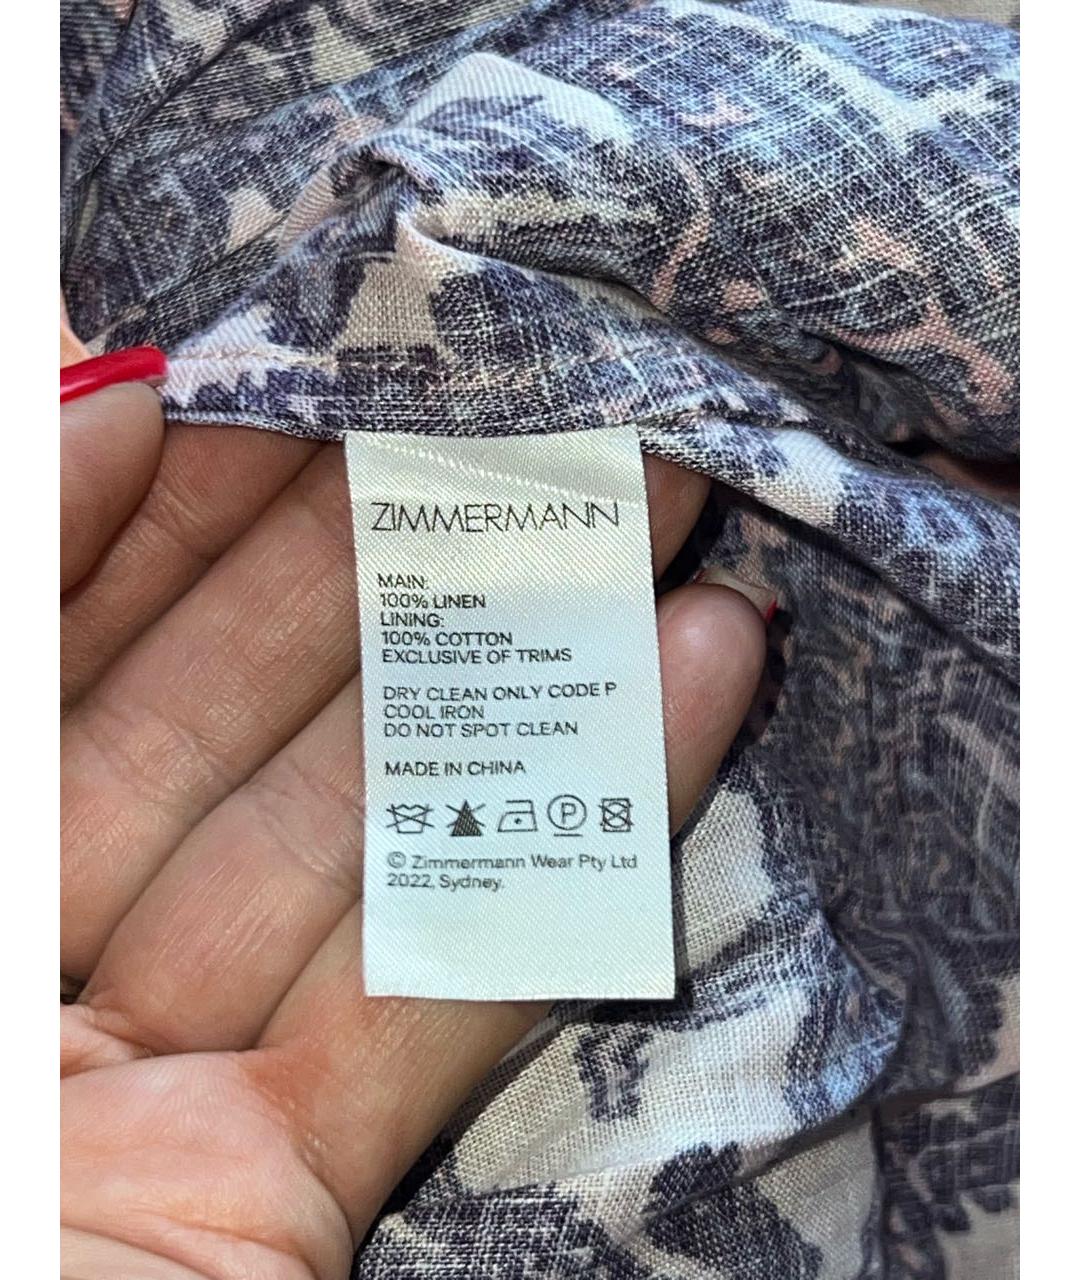 ZIMMERMANN
MAIN:
100% LINEN
LINING:
100% COTTON
EXCLUSIVE OF TRIMS
DRY CLEAN ONLY CODE P
COOL IRON
DO NOT SPOT CLEAN
MADE IN CHINA
P
© Zimmermann Wear Pty Ltd
2022, Sydney.